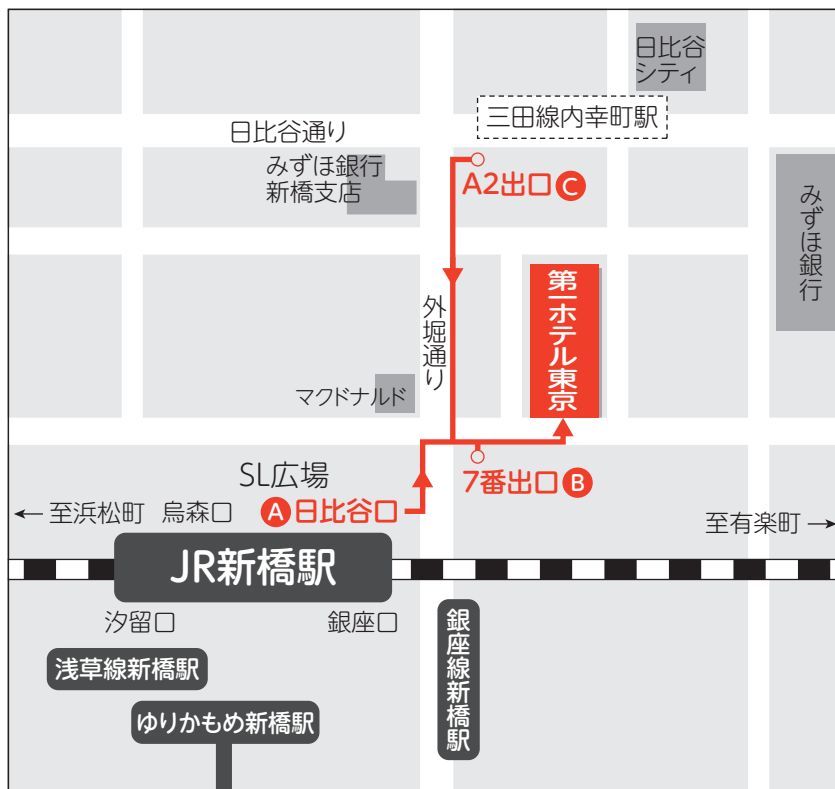 日比谷
シティ
三田線内幸町駅
日比谷通り
みずほ銀行
新橋支店
A2出口 C
みずほ銀行
第一ホテル東京
外堀通り
マクドナルド
SL広場
7番出口 B
← 至浜松町
烏森口
A 日比谷口
至有楽町 →
JR新橋駅
汐留口
銀座口
銀座線新橋駅
浅草線新橋駅
ゆりかもめ新橋駅